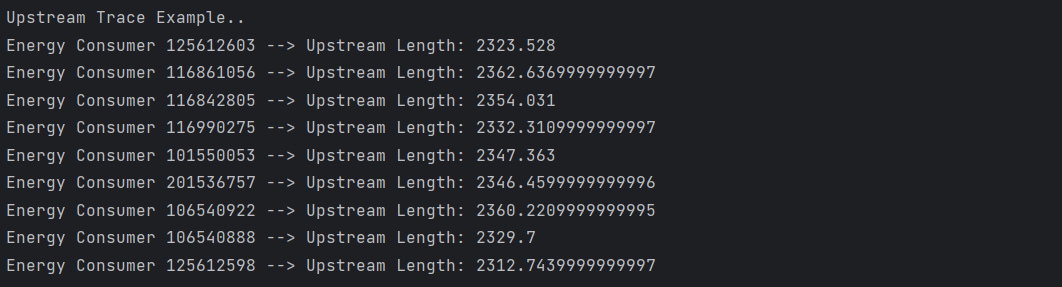 Upstream Trace Example..
Energy Consumer 125612603 --> Upstream Length: 2323.528
Energy Consumer 116861056 --> Upstream Length: 2362.6369999999997
Energy Consumer 116842805 --> Upstream Length: 2354.031
Energy Consumer 116990275 --> Upstream Length: 2332.3109999999997
Energy Consumer 101550053 --> Upstream Length: 2347.363
Energy Consumer 201536757 --> Upstream Length: 2346.4599999999996
Energy Consumer 106540922 --> Upstream Length: 2360.2209999999995
Energy Consumer 106540888 --> Upstream Length: 2329.7
Energy Consumer 125612598 --> Upstream Length: 2312.7439999999997